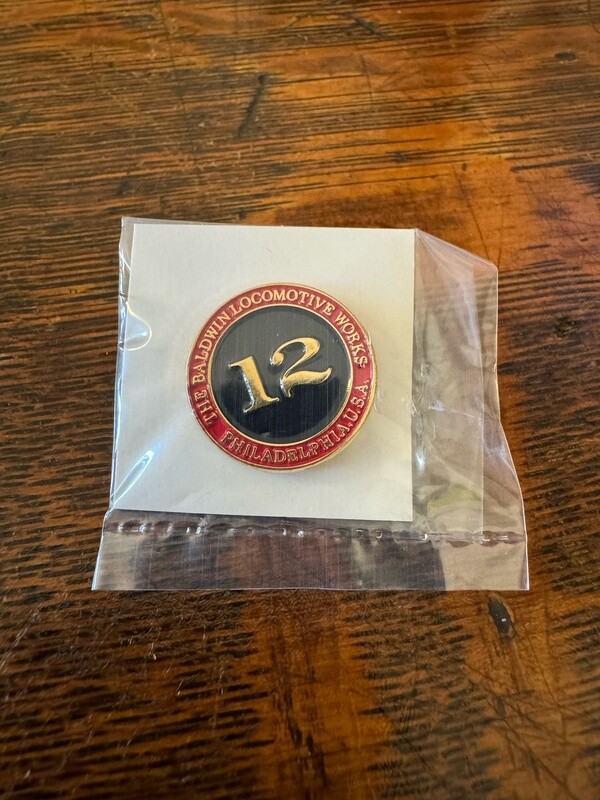 THE BALDWIN LOCOMOTIVE WORKS
12
PHILADELPHIA, U.S.A.